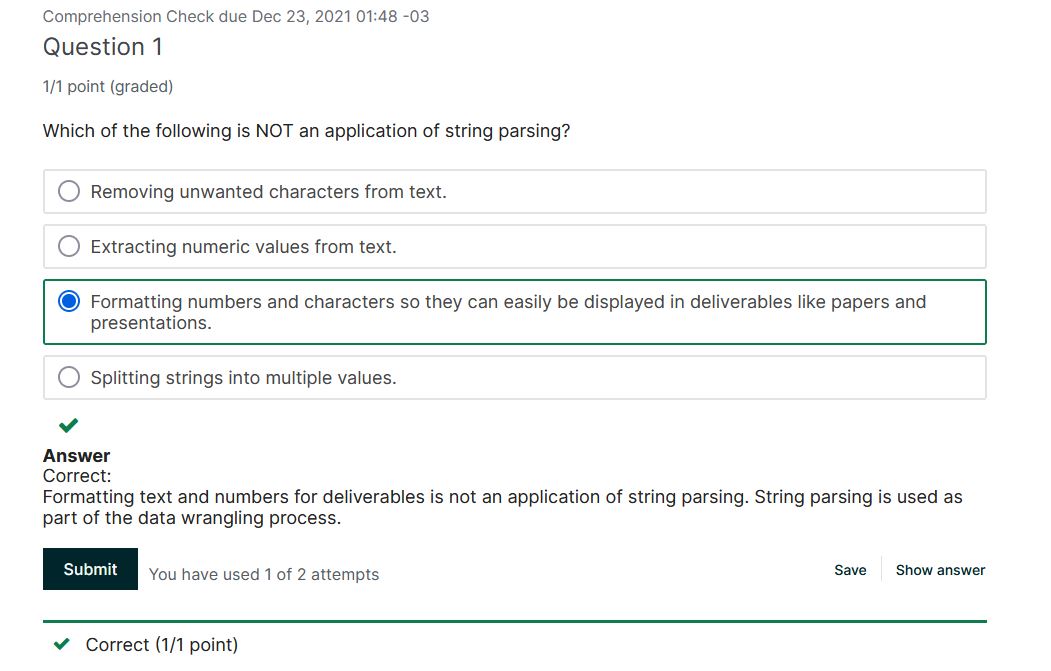 Comprehension Check due Dec 23, 2021 01:48 -03
Question 1
1/1 point (graded)
Which of the following is NOT an application of string parsing?
Removing unwanted characters from text.
Extracting numeric values from text.
Formatting numbers and characters so they can easily be displayed in deliverables like papers and
presentations.
Splitting strings into multiple values.
Answer
Correct:
Formatting text and numbers for deliverables is not an application of string parsing. String parsing is used as
part of the data wrangling process.
Submit You have used 1 of 2 attempts Save Show answer
Correct (1/1 point)